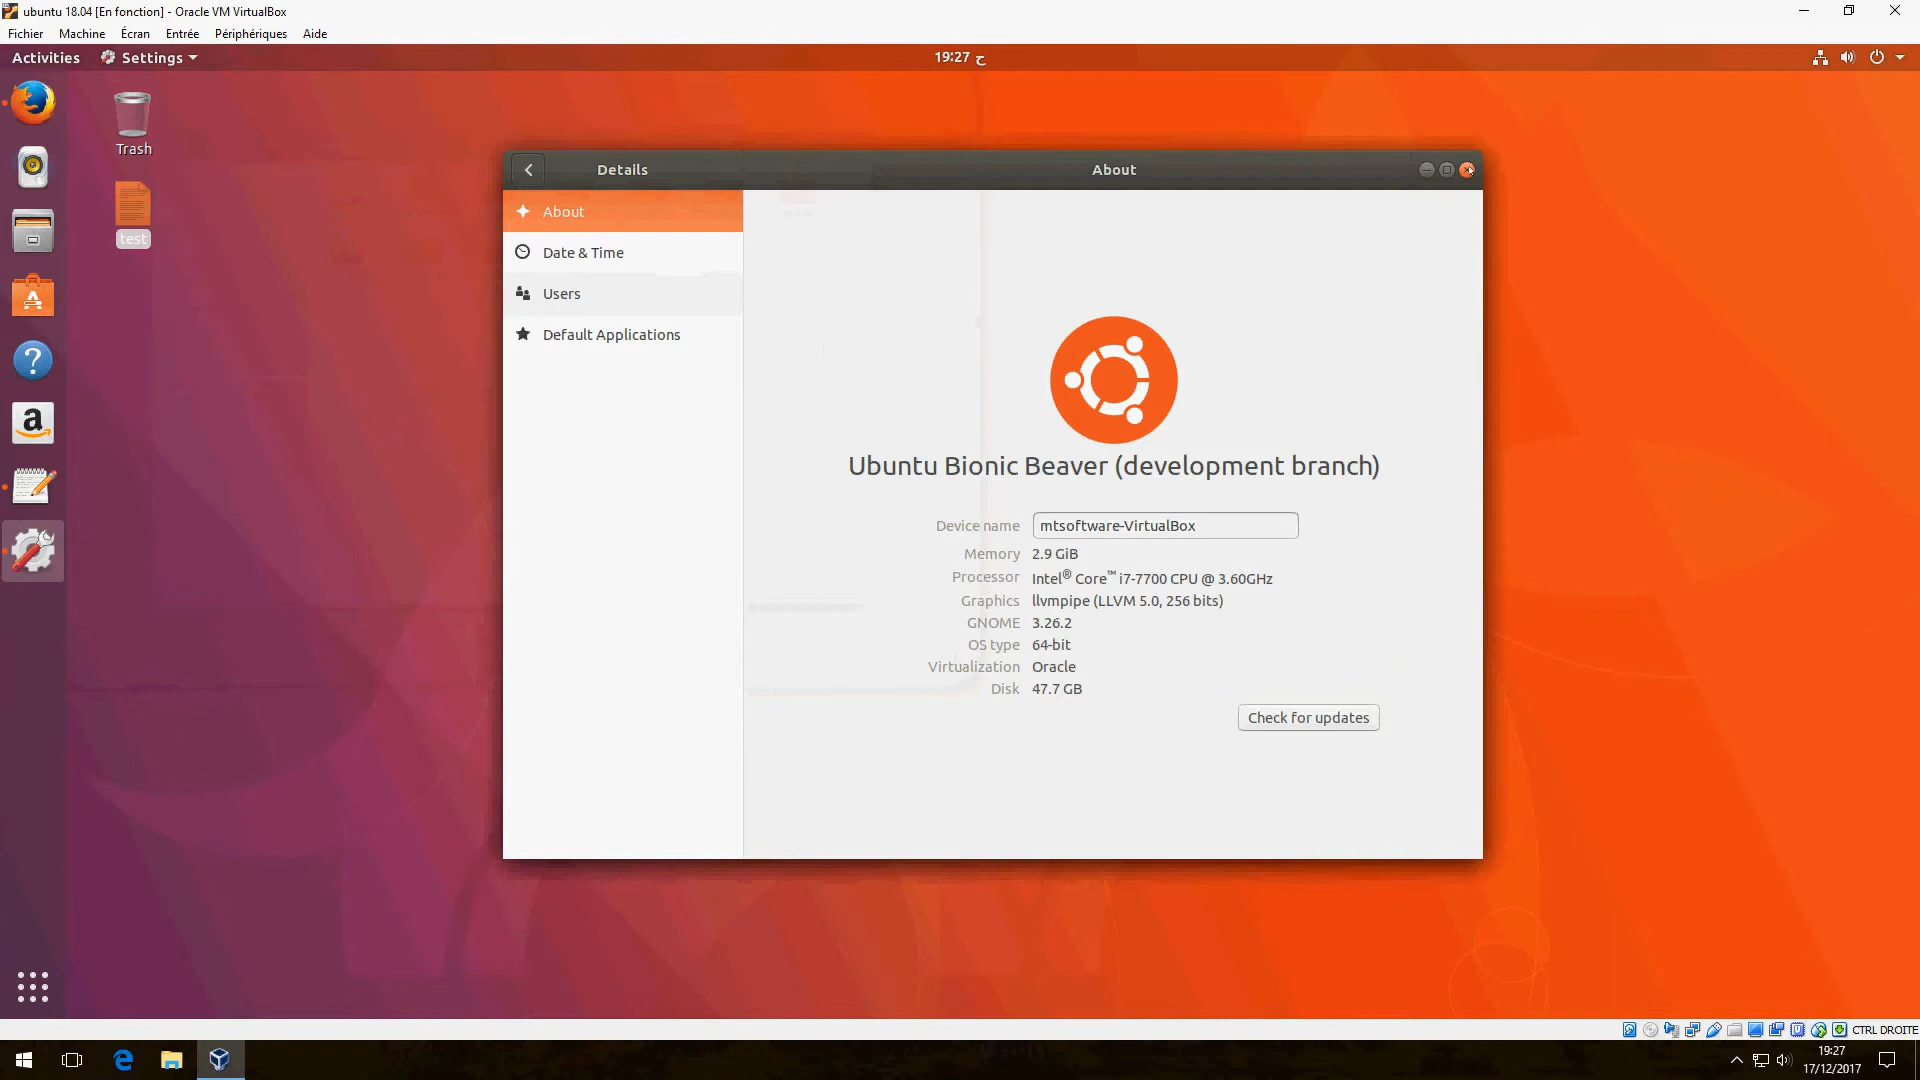 ubuntu 18.04 [En fonction] - Oracle VM VirtualBox
Fichier Machine Écran Entrée Périphériques Aide
Activities Settings 19:27 ح
Trash
test
Details About
About
Date & Time
Users
Default Applications
Ubuntu Bionic Beaver (development branch)
Device name mtsoftware-VirtualBox
Memory 2.9 GiB
Processor Intel® Core™ i7-7700 CPU @ 3.60GHz
Graphics llvmpipe (LLVM 5.0, 256 bits)
GNOME 3.26.2
OS type 64-bit
Virtualization Oracle
Disk 47.7 GB
Check for updates
CTRL DROITE
19:27
17/12/2017